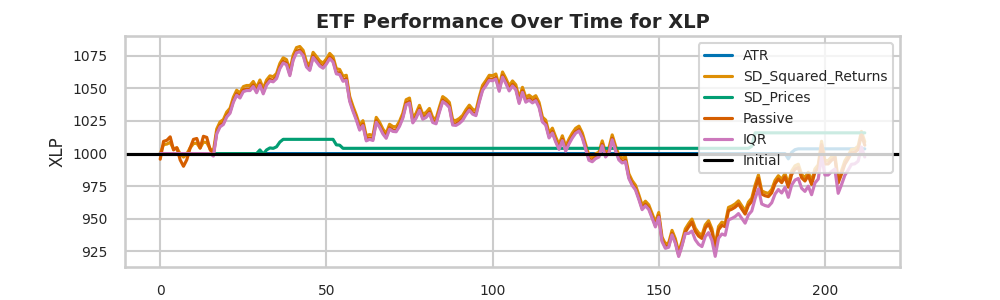 ETF Performance Over Time for XLP
XLP
1075
1050
1025
1000
975
950
925
0
50
100
150
200
ATR
SD_Squared_Returns
SD_Prices
Passive
IQR
Initial